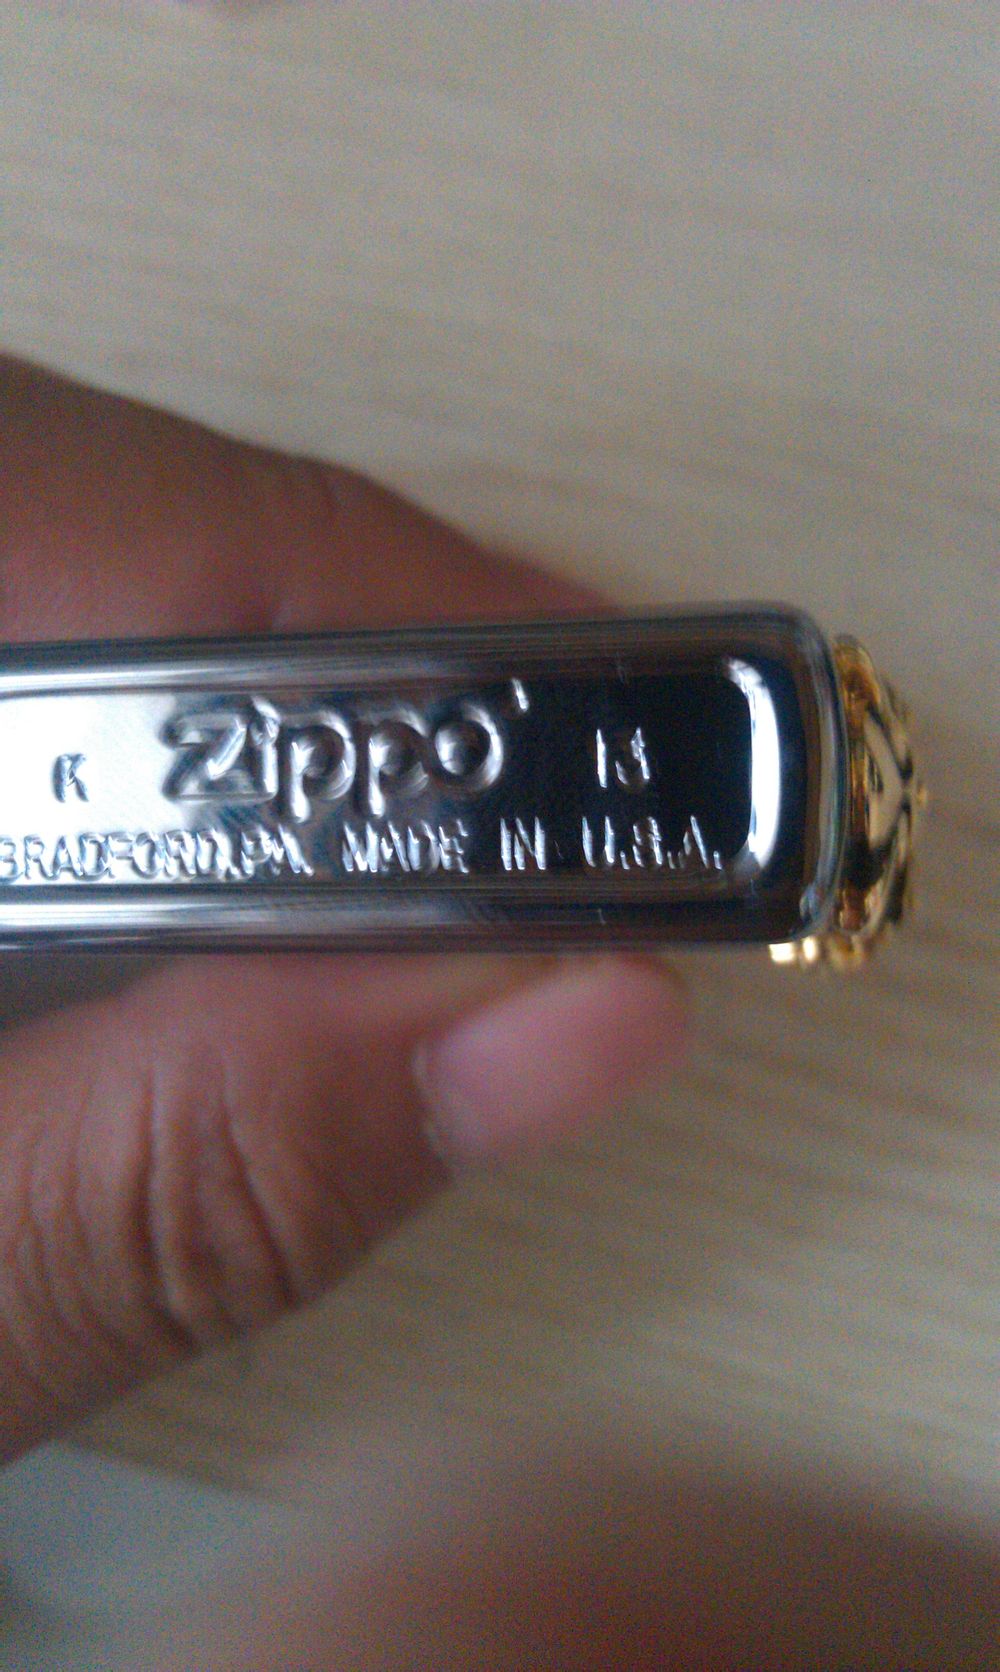 K Zippo 13
BRADFORD,PA. MADE IN U.S.A.